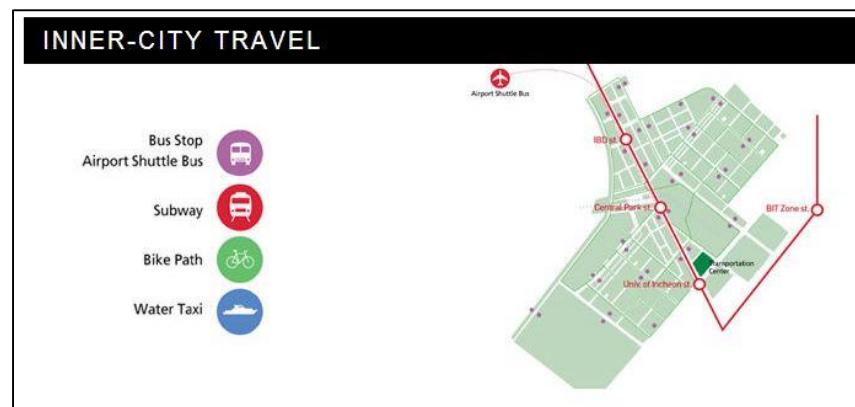 INNER-CITY TRAVEL
Bus Stop
Airport Shuttle Bus
Subway
Bike Path
Water Taxi
Airport Shuttle Bus
IBD st.
Central Park st.
BIT Zone st.
Transportation
Center
Univ. of Incheon st.